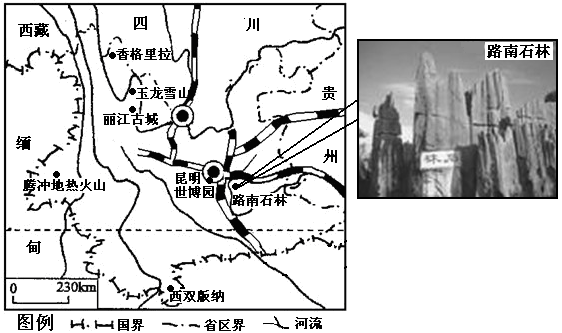 西藏
四
川
香格里拉
玉龙雪山
丽江古城
贵
州
缅
甸
腾冲地热火山
昆明
世博园
路南石林
西双版纳
0 230km
路南石林
图例 国界 省区界 河流